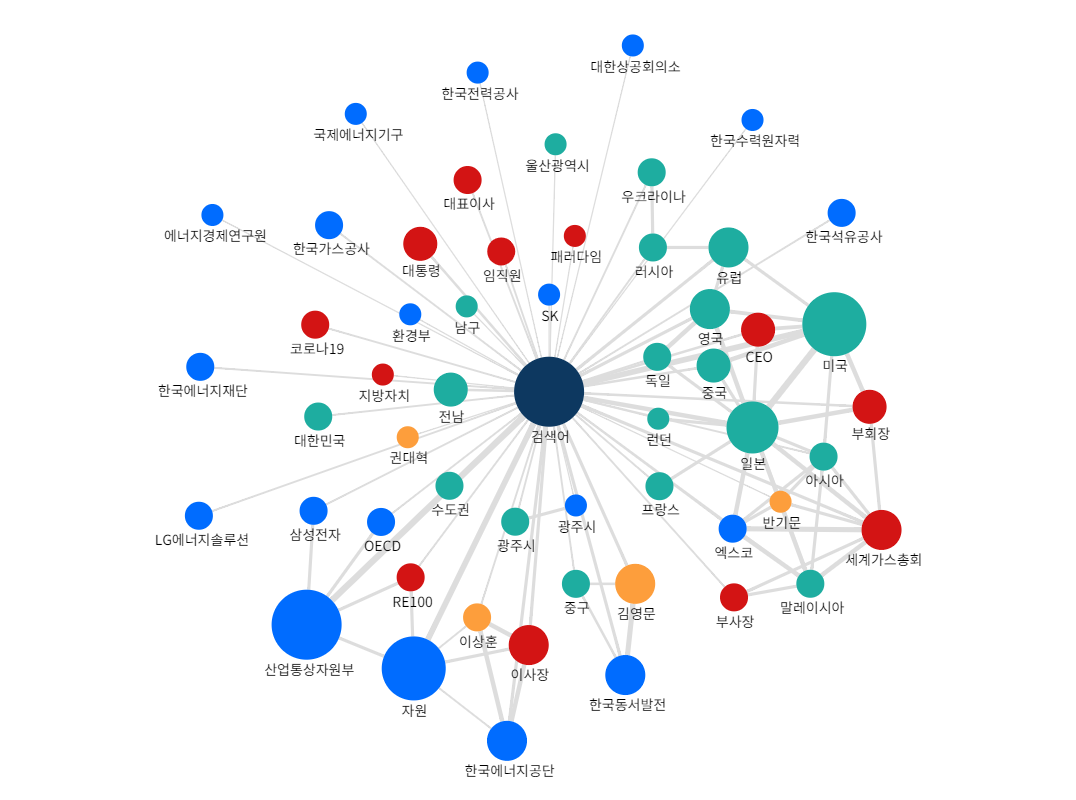 대한상공회의소
한국전력공사
국제에너지기구
한국수력원자력
울산광역시
대표이사
우크라이나
에너지경제연구원
한국가스공사
한국석유공사
대통령
임직원
패러다임
러시아
유럽
SK
남구
환경부
영국
코로나19
CEO
미국
독일
중국
한국에너지재단
지방자치
전남
대한민국
검색어
런던
부회장
권대혁
일본
아시아
수도권
프랑스
반기문
LG에너지솔루션
삼성전자
OECD
광주시
광주시
엑스코
세계가스총회
RE100
중구
김영문
말레이시아
부사장
이상훈
산업통상자원부
이사장
자원
한국동서발전
한국에너지공단